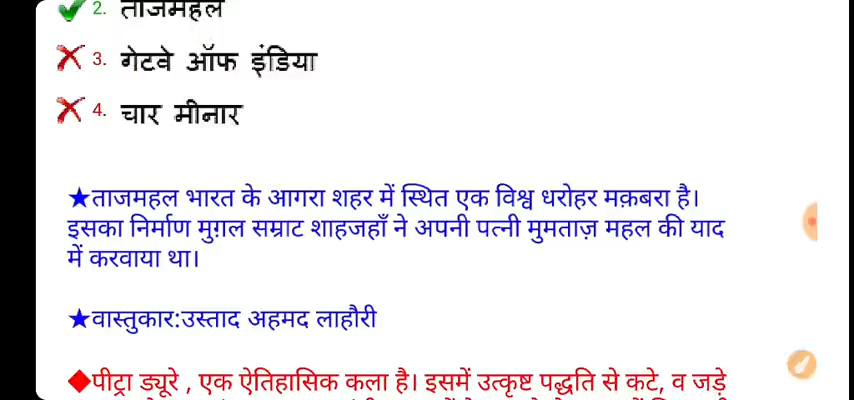 2. ताजमहल
3. गेटवे ऑफ इंडिया
4. चार मीनार
★ताजमहल भारत के आगरा शहर में स्थित एक विश्व धरोहर मक़बरा है।
इसका निर्माण मुग़ल सम्राट शाहजहाँ ने अपनी पत्नी मुमताज़ महल की याद
में करवाया था।
★वास्तुकार:उस्ताद अहमद लाहौरी
◆पीट्रा ड्यूरे , एक ऐतिहासिक कला है। इसमें उत्कृष्ट पद्धति से कटे, व जड़े